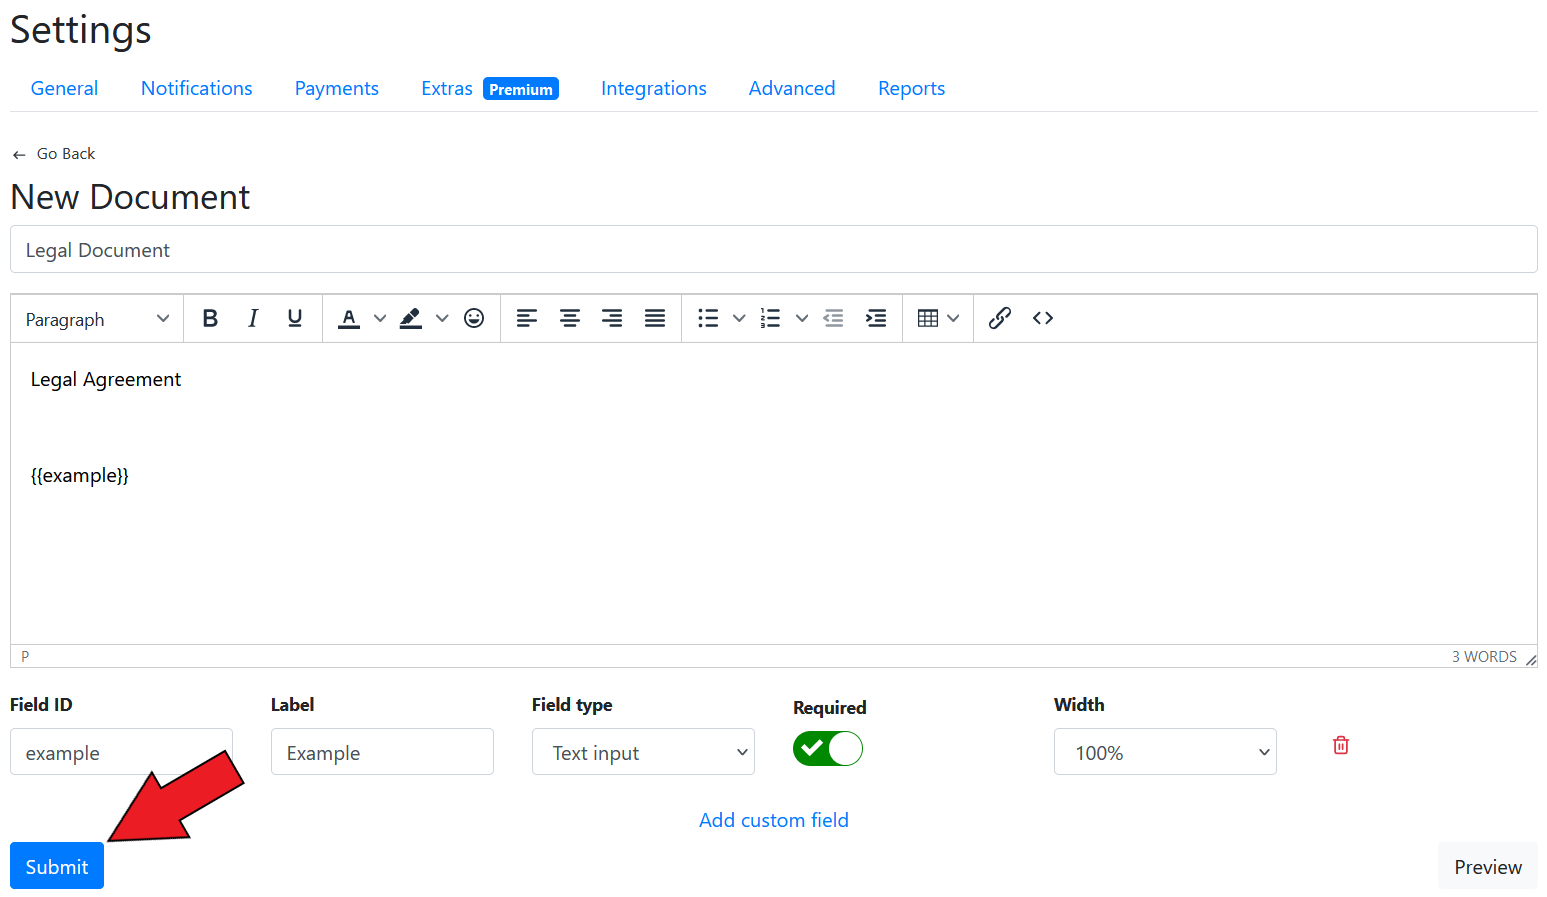 Settings
General Notifications Payments Extras Premium Integrations Advanced Reports
← Go Back
New Document
Legal Document
Paragraph B I U A
Legal Agreement
{{example}}
P 3 WORDS
Field ID Label Field type Required Width
example Example Text input 100%
Add custom field
Submit Preview